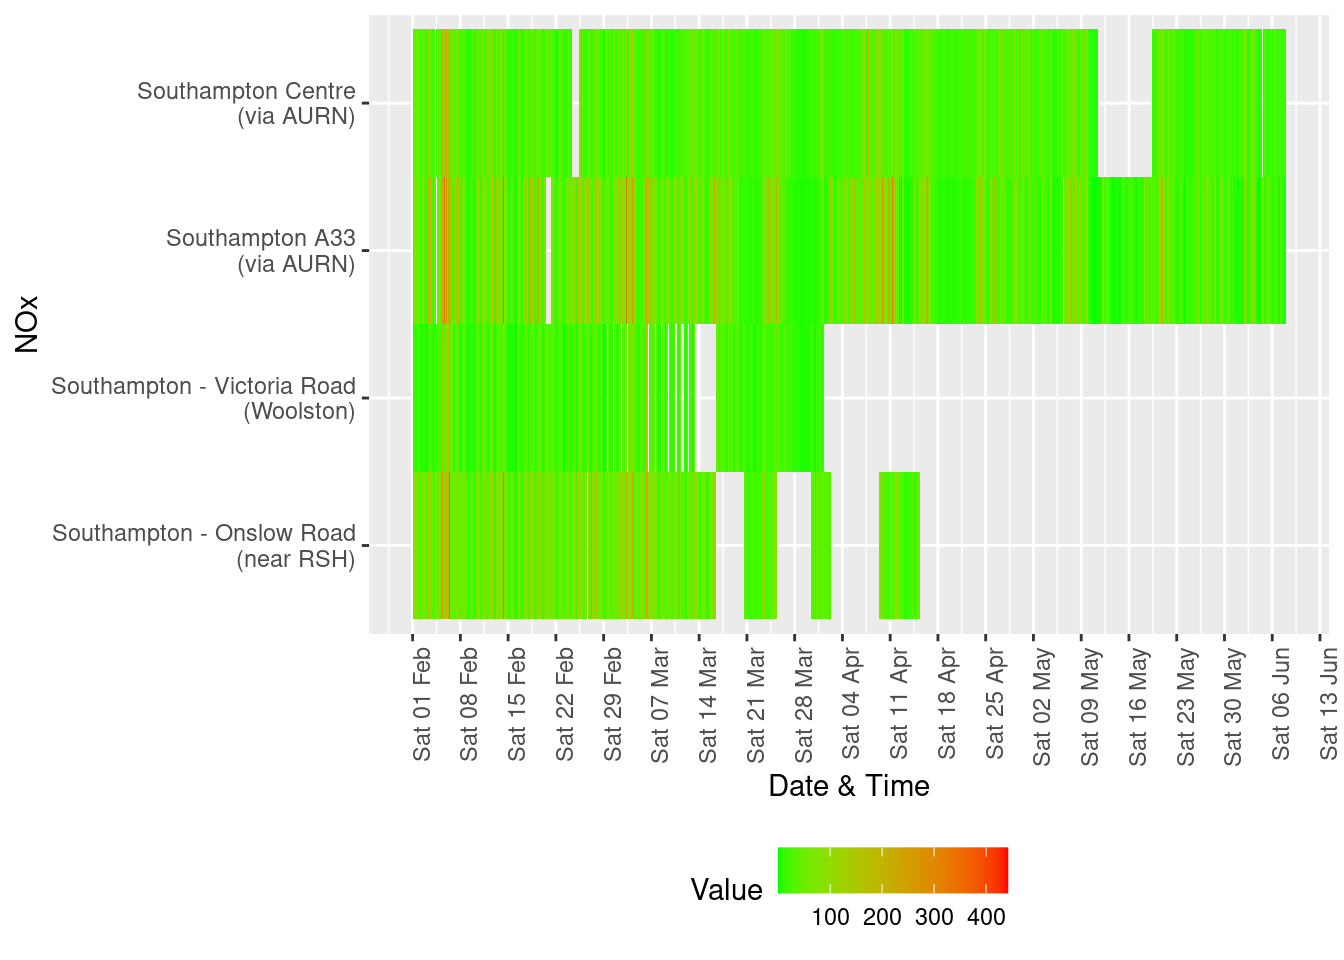 NOx
Southampton Centre
(via AURN)
Southampton A33
(via AURN)
Southampton - Victoria Road
(Woolston)
Southampton - Onslow Road
(near RSH)
Sat 01 Feb
Sat 08 Feb
Sat 15 Feb
Sat 22 Feb
Sat 29 Feb
Sat 07 Mar
Sat 14 Mar
Sat 21 Mar
Sat 28 Mar
Sat 04 Apr
Sat 11 Apr
Sat 18 Apr
Sat 25 Apr
Sat 02 May
Sat 09 May
Sat 16 May
Sat 23 May
Sat 30 May
Sat 06 Jun
Sat 13 Jun
Date & Time
Value
100 200 300 400